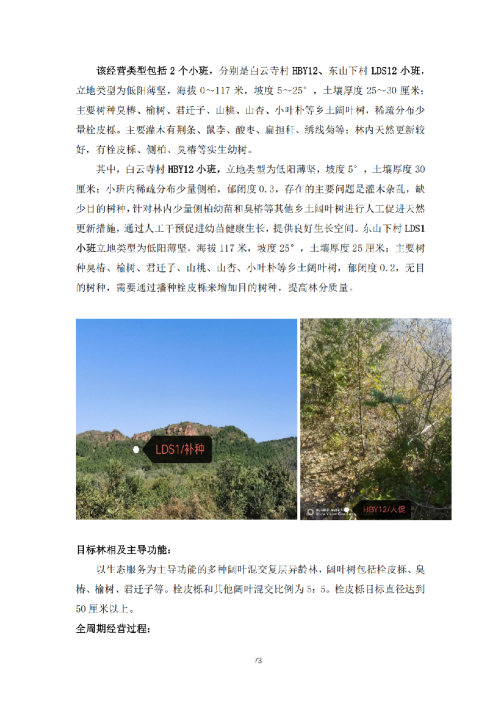 该经营类型包括 2 个小班，分别是白云寺村 HBY12、东山下村 LDS12 小班，
立地类型为低阳薄坚，海拔 0～117 米，坡度 5～25°，土壤厚度 25～30 厘米；
主要树种臭椿、榆树、君迁子、山桃、山杏、小叶朴等乡土阔叶树，稀疏分布少
量栓皮栎。主要灌木有荆条、鼠李、酸枣、扁担杆、绣线菊等；林内天然更新较
好，有栓皮栎、侧柏、臭椿等实生幼树。
其中，白云寺村 HBY12 小班，立地类型为低阳薄坚，坡度 5°，土壤厚度 30
厘米；小班内稀疏分布少量侧柏，郁闭度 0.3，存在的主要问题是灌木杂乱，缺
少目的树种，针对林内少量侧柏幼苗和臭椿等其他乡土阔叶树进行人工促进天然
更新措施，通过人工干预促进幼苗健康生长，提供良好生长空间。东山下村 LDS1
小班立地类型为低阳薄坚，海拔 117 米，坡度 25°，土壤厚度 25 厘米；主要树
种臭椿、榆树、君迁子、山桃、山杏、小叶朴等乡土阔叶树，郁闭度 0.2，无目
的树种，需要通过播种栓皮栎来增加目的树种，提高林分质量。
LDS1/补种
HBY12/人促
目标林相及主导功能：
以生态服务为主导功能的多种阔叶混交复层异龄林，阔叶树包括栓皮栎、臭
椿、榆树、君迁子等。栓皮栎和其他阔叶混交比例为 5：5。栓皮栎目标直径达到
50 厘米以上。
全周期经营过程：
73